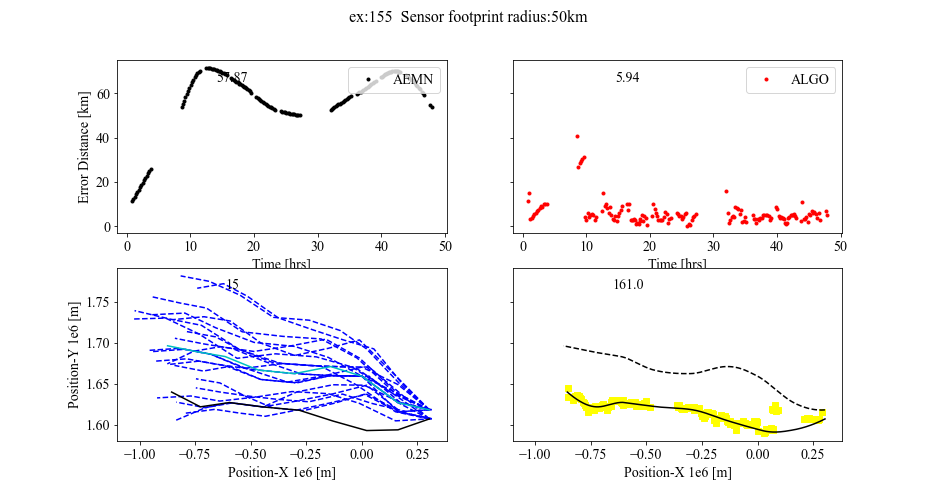 ex:155 Sensor footprint radius:50km
57.87
AEMN
5.94
ALGO
60
40
20
0
Error Distance [km]
0 10 20 30 40 50
0 10 20 30 40 50
Time [hrs]
Time [hrs]
15
161.0
1.75
1.70
1.65
1.60
Position-Y 1e6 [m]
−1.00 −0.75 −0.50 −0.25 0.00 0.25
−1.00 −0.75 −0.50 −0.25 0.00 0.25
Position-X 1e6 [m]
Position-X 1e6 [m]